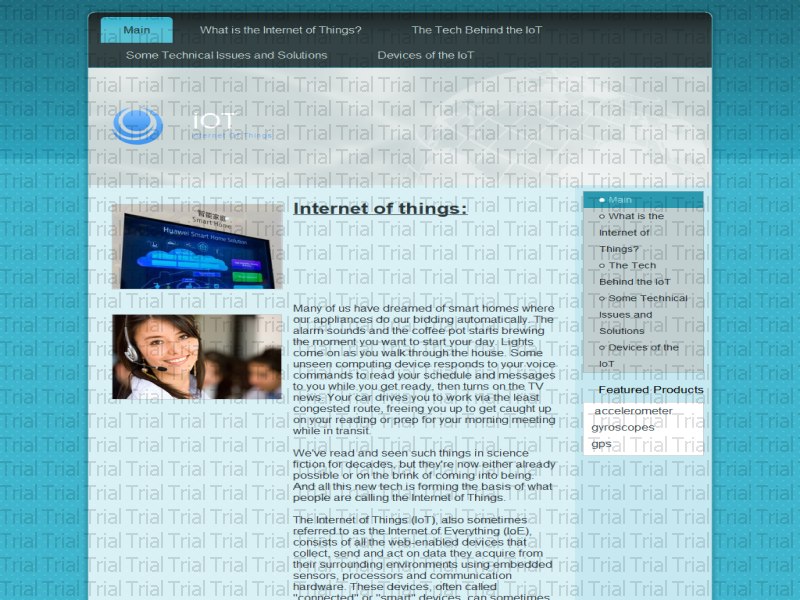 Main
What is the Internet of Things?
The Tech Behind the IoT
Some Technical Issues and Solutions
Devices of the IoT
IOT
Internet Of Things
智能家庭
Smart Home
Huawei Smart Home Solution
Internet of things:
Many of us have dreamed of smart homes where
our appliances do our bidding automatically. The
alarm sounds and the coffee pot starts brewing
the moment you want to start your day. Lights
come on as you walk through the house. Some
unseen computing device responds to your voice
commands to read your schedule and messages
to you while you get ready, then turns on the TV
news. Your car drives you to work via the least
congested route, freeing you up to get caught up
on your reading or prep for your morning meeting
while in transit.
We've read and seen such things in science
fiction for decades, but they're now either already
possible or on the brink of coming into being.
And all this new tech is forming the basis of what
people are calling the Internet of Things.
The Internet of Things (IoT), also sometimes
referred to as the Internet of Everything (IoE),
consists of all the web-enabled devices that
collect, send and act on data they acquire from
their surrounding environments using embedded
sensors, processors and communication
hardware. These devices, often called
"connected" or "smart" devices, can sometimes
Main
What is the
Internet of
Things?
The Tech
Behind the IoT
Some Technical
Issues and
Solutions
Devices of the
IoT
Featured Products
accelerometer
gyroscopes
gps
Trial Trial Trial Trial Trial Trial Trial Trial Trial